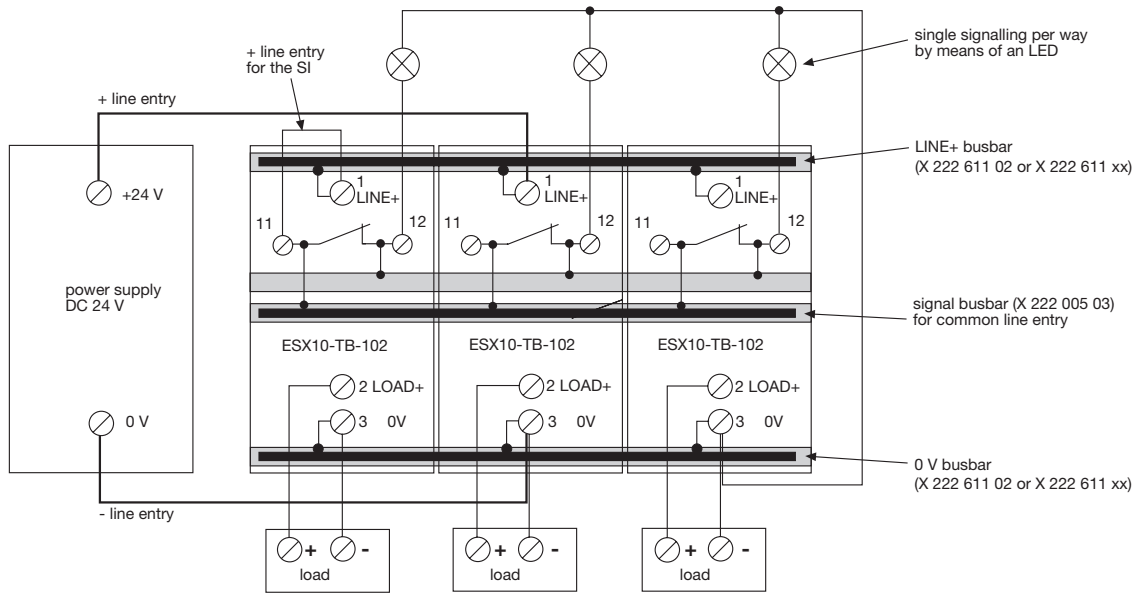 single signalling per way
by means of an LED
+ line entry
for the SI
+ line entry
LINE+ busbar
(X 222 611 02 or X 222 611 xx)
+24 V
1
LINE+
1
LINE+
1
LINE+
11
12
11
12
11
12
power supply
DC 24 V
signal busbar (X 222 005 03)
for common line entry
ESX10-TB-102
ESX10-TB-102
ESX10-TB-102
2 LOAD+
2 LOAD+
2 LOAD+
0 V
3 0V
3 0V
3 0V
0 V busbar
(X 222 611 02 or X 222 611 xx)
- line entry
+ -
+ -
+ -
load
load
load